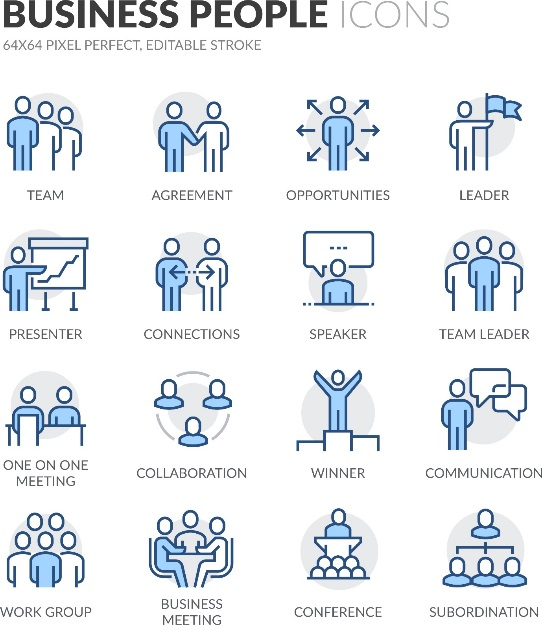 BUSINESS PEOPLE ICONS
64X64 PIXEL PERFECT, EDITABLE STROKE
TEAM
AGREEMENT
OPPORTUNITIES
LEADER
PRESENTER
CONNECTIONS
SPEAKER
TEAM LEADER
ONE ON ONE
MEETING
COLLABORATION
WINNER
COMMUNICATION
WORK GROUP
BUSINESS
MEETING
CONFERENCE
SUBORDINATION